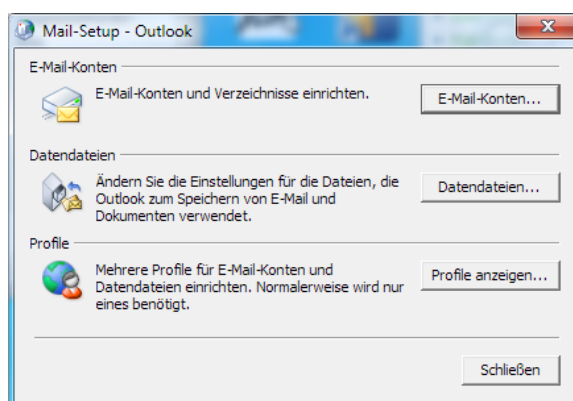 Mail-Setup - Outlook
E-Mail-Konten
E-Mail-Konten und Verzeichnisse einrichten.
E-Mail-Konten...
Datendateien
Ändern Sie die Einstellungen für die Dateien, die
Outlook zum Speichern von E-Mail und
Dokumenten verwendet.
Datendateien...
Profile
Mehrere Profile für E-Mail-Konten und
Datendateien einrichten. Normalerweise wird nur
eines benötigt.
Profile anzeigen...
Schließen